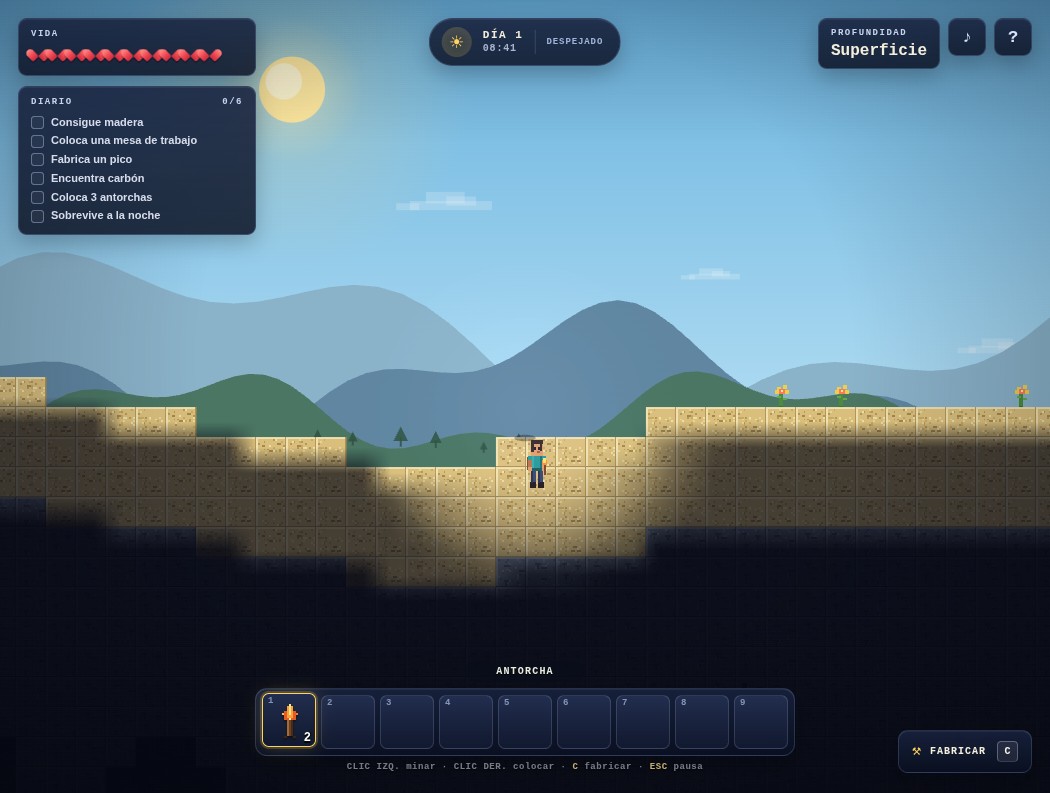 VIDA
DIARIO 0/6
Consigue madera
Coloca una mesa de trabajo
Fabrica un pico
Encuentra carbón
Coloca 3 antorchas
Sobrevive a la noche
DÍA 1
08:41
DESPEJADO
PROFUNDIDAD
Superficie
♪
?
ANTORCHA
1 2 3 4 5 6 7 8 9
2
CLIC IZQ. minar · CLIC DER. colocar · C fabricar · ESC pausa
FABRICAR C